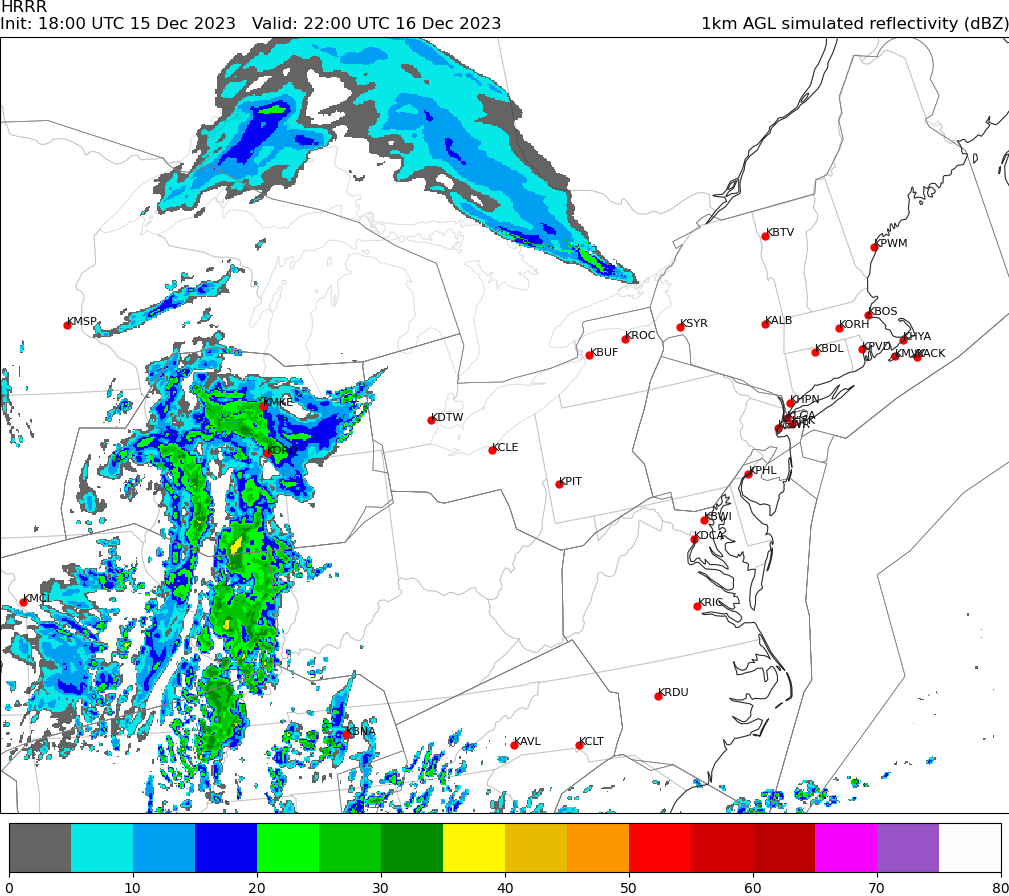 HRRR
Init: 18:00 UTC 15 Dec 2023   Valid: 22:00 UTC 16 Dec 2023   1km AGL simulated reflectivity (dBZ)
KBTV
KPWM
KMSP
KBOS
KSYR
KALB
KORH
KROC
KHYA
KBUF
KBDL
KPVD
KACK
KMKE
KHPN
KDTW
KLGA
KORD
KCLE
KPHL
KPIT
KBWI
KDCA
KMCI
KRIC
KRDU
KBNA
KAVL
KCLT
0 10 20 30 40 50 60 70 80